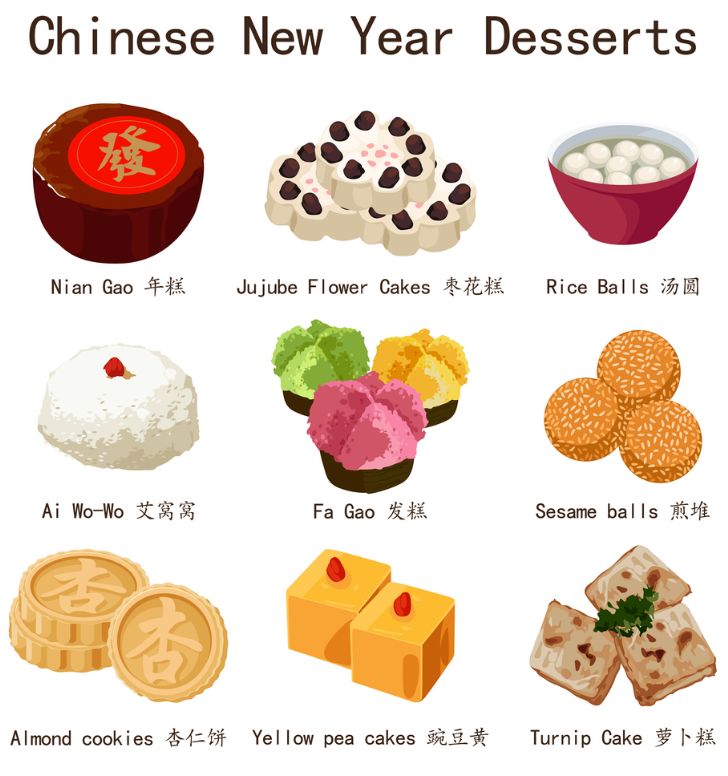 Chinese New Year Desserts
發
Nian Gao 年糕
Jujube Flower Cakes 枣花糕
Rice Balls 汤圆
Ai Wo-Wo 艾窝窝
Fa Gao 发糕
Sesame balls 煎堆
杏
杏
Almond cookies 杏仁饼
Yellow pea cakes 豌豆黄
Turnip Cake 萝卜糕